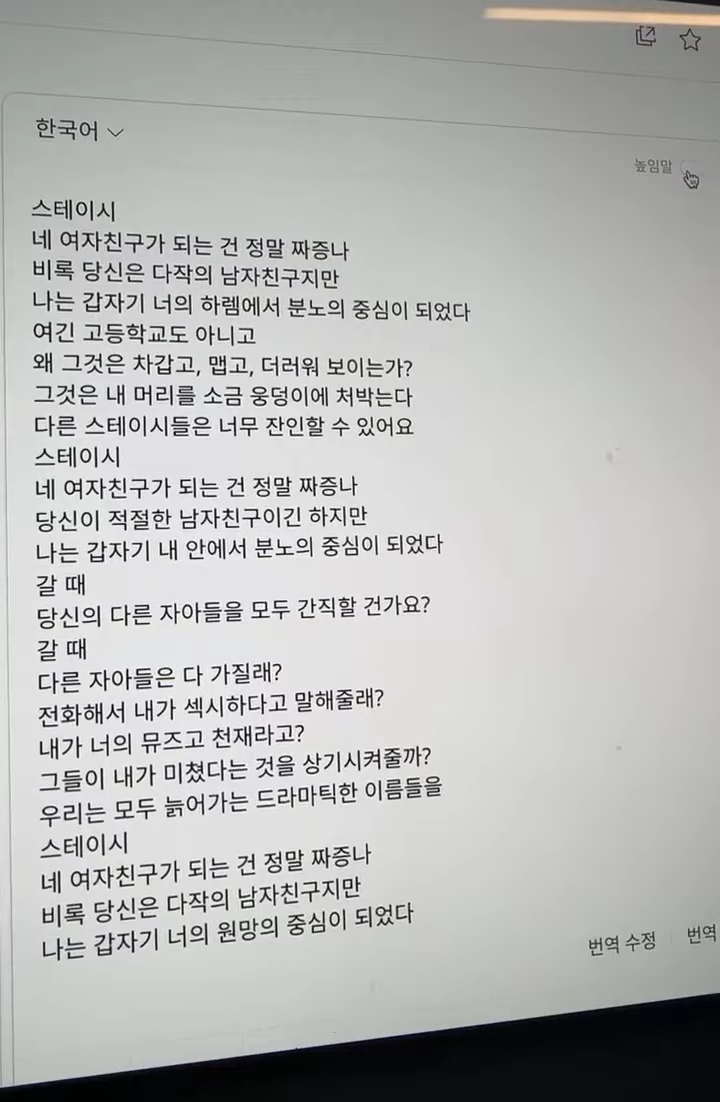 한국어
높임말
스테이시
네 여자친구가 되는 건 정말 짜증나
비록 당신은 다작의 남자친구지만
나는 갑자기 너의 하렘에서 분노의 중심이 되었다
여긴 고등학교도 아니고
왜 그것은 차갑고, 맵고, 더러워 보이는가?
그것은 내 머리를 소금 웅덩이에 처박는다
다른 스테이시들은 너무 잔인할 수 있어요
스테이시
네 여자친구가 되는 건 정말 짜증나
당신이 적절한 남자친구이긴 하지만
나는 갑자기 내 안에서 분노의 중심이 되었다
갈 때
당신의 다른 자아들을 모두 간직할 건가요?
갈 때
다른 자아들은 다 가질래?
전화해서 내가 섹시하다고 말해줄래?
내가 너의 뮤즈고 천재라고?
그들이 내가 미쳤다는 것을 상기시켜줄까?
우리는 모두 늙어가는 드라마틱한 이름들을
스테이시
네 여자친구가 되는 건 정말 짜증나
비록 당신은 다작의 남자친구지만
나는 갑자기 너의 원망의 중심이 되었다
번역 수정 번역